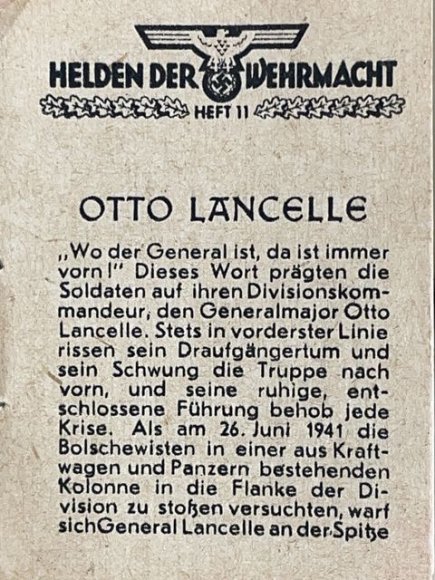 HELDEN DER WEHRMACHT
HEFT 11
OTTO LANCELLE
„Wo der General ist, da ist immer
vorn!" Dieses Wort prägten die
Soldaten auf ihren Divisionskom-
mandeur, den Generalmajor Otto
Lancelle. Stets in vorderster Linie
rissen sein Draufgängertum und
sein Schwung die Truppe nach
vorn, und seine ruhige, ent-
schlossene Führung behob jede
Krise. Als am 26. Juni 1941 die
Bolschewisten in einer aus Kraft-
wagen und Panzern bestehenden
Kolonne in die Flanke der Di-
vision zu stoßen versuchten, warf
sich General Lancelle an der Spitze